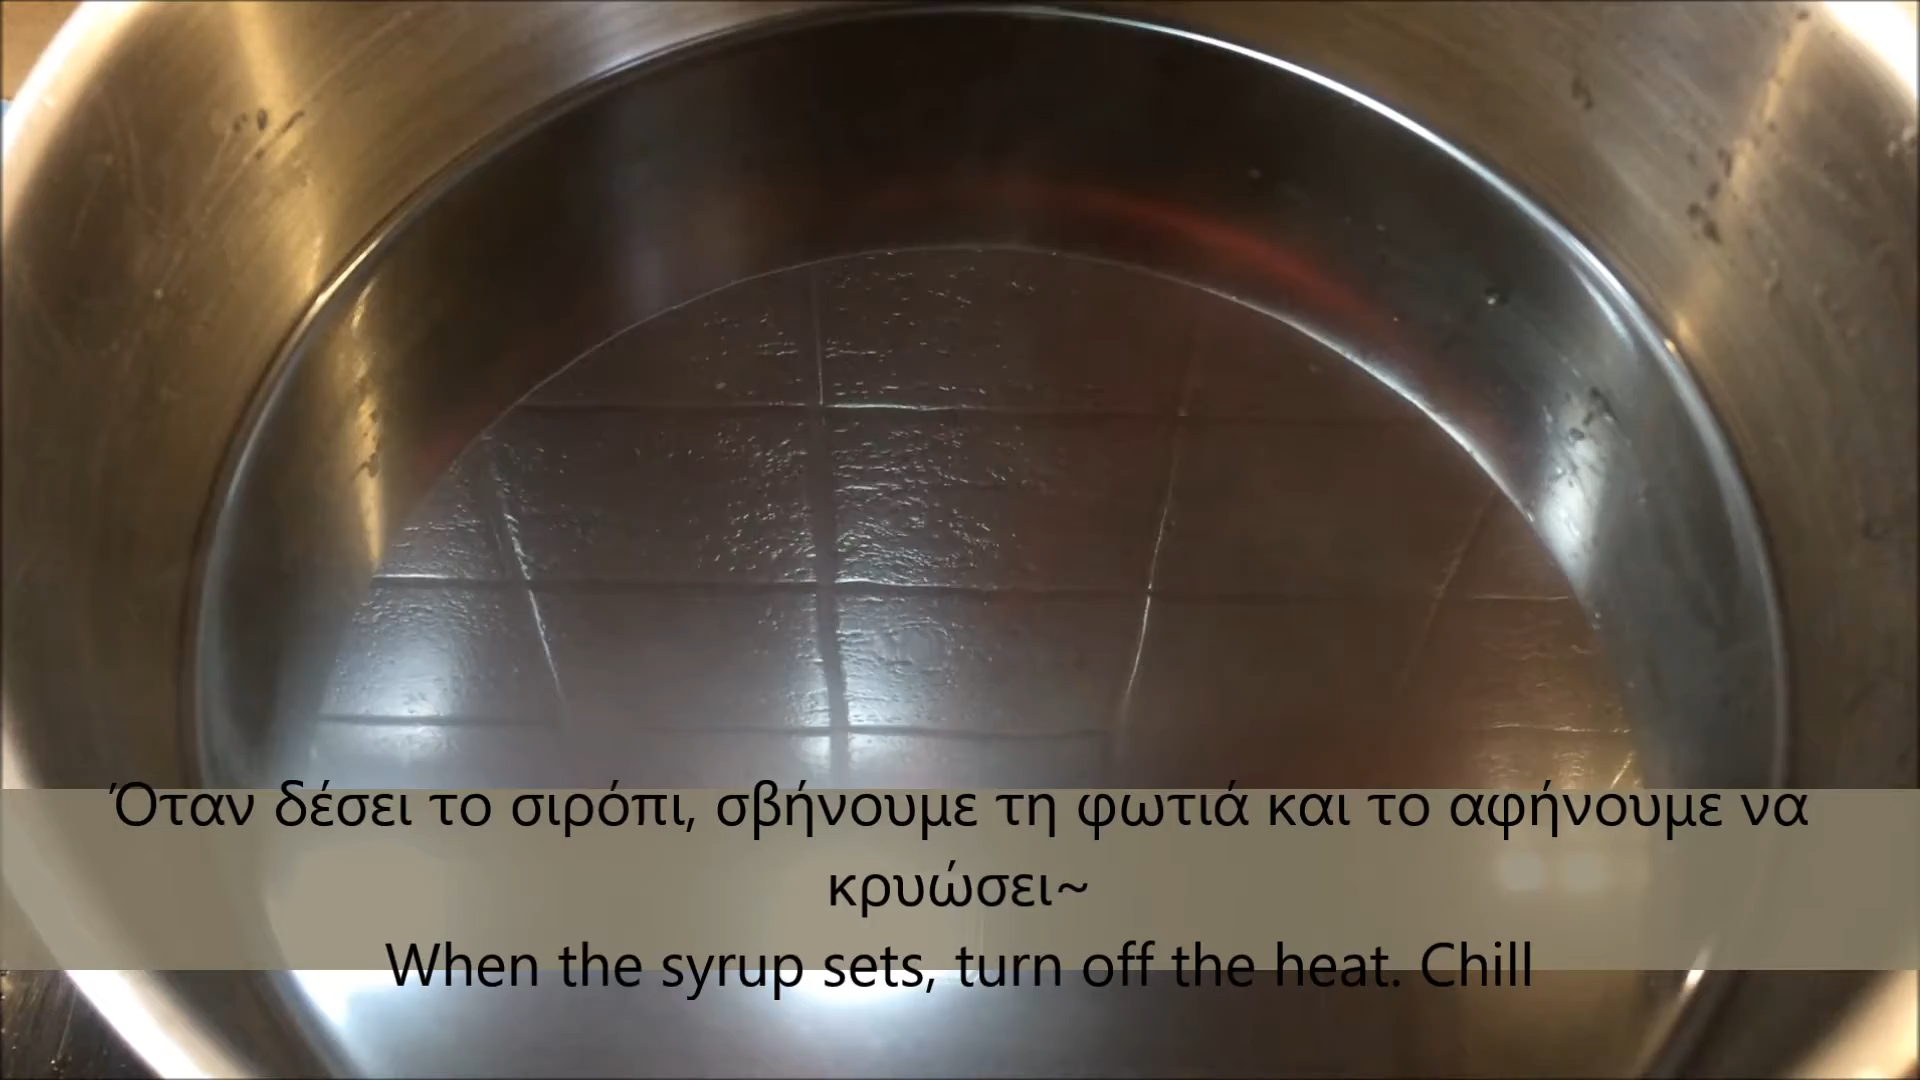 Όταν δέσει το σιρόπι, σβήνουμε τη φωτιά και το αφήνουμε να
κρυώσει~
When the syrup sets, turn off the heat. Chill